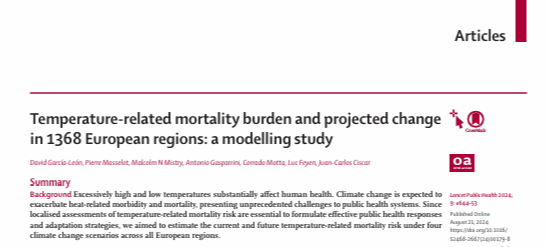 Articles
Temperature-related mortality burden and projected change
in 1368 European regions: a modelling study
David García-León, Pierre Masselot, Malcolm N Mistry, Antonio Gasparrini, Corrado Motta, Luc Feyen, Juan-Carlos Ciscar
Summary
Background Excessively high and low temperatures substantially affect human health. Climate change is expected to
exacerbate heat-related morbidity and mortality, presenting unprecedented challenges to public health systems. Since
localised assessments of temperature-related mortality risk are essential to formulate effective public health responses
and adaptation strategies, we aimed to estimate the current and future temperature-related mortality risk under four
climate change scenarios across all European regions.
CrossMark
oa
OPEN ACCESS
Lancet Public Health 2024;
9: e644–53
Published Online
August 21, 2024
https://doi.org/10.1016/
S2468-2667(24)00179-8